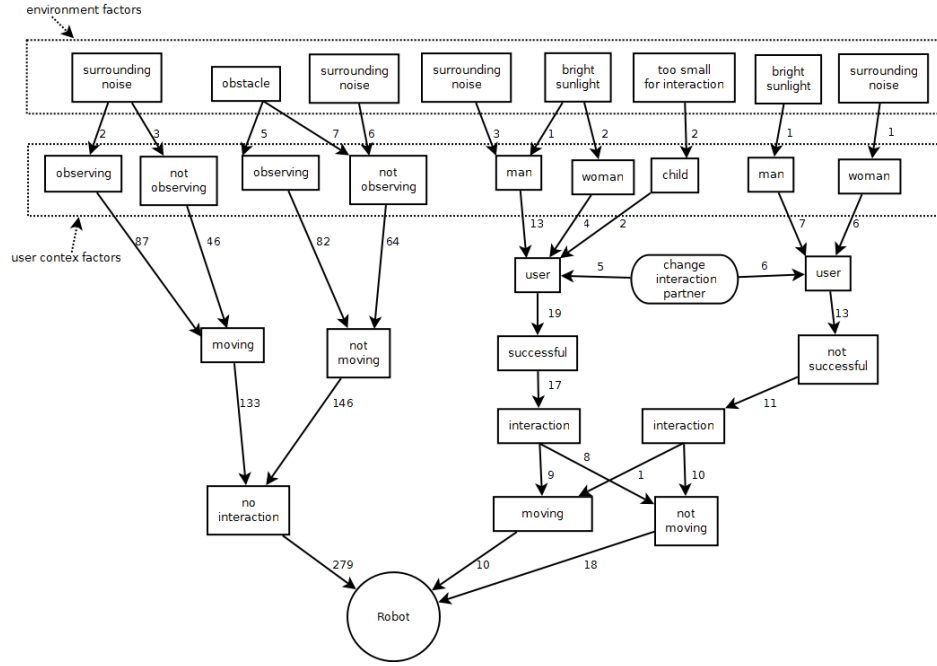 environment factors
surrounding
noise
obstacle
surrounding
noise
surrounding
noise
bright
sunlight
too small
for interaction
bright
sunlight
surrounding
noise
2
3
5
7
6
3
1
2
2
1
1
observing
not
observing
observing
not
observing
man
woman
child
man
woman
user contex factors
87
46
82
64
13
4
2
7
6
user
5
change
interaction
partner
6
user
19
13
moving
not
moving
successful
not
successful
133
146
17
11
interaction
interaction
9
8
1
10
no
interaction
moving
not
moving
279
10
18
Robot